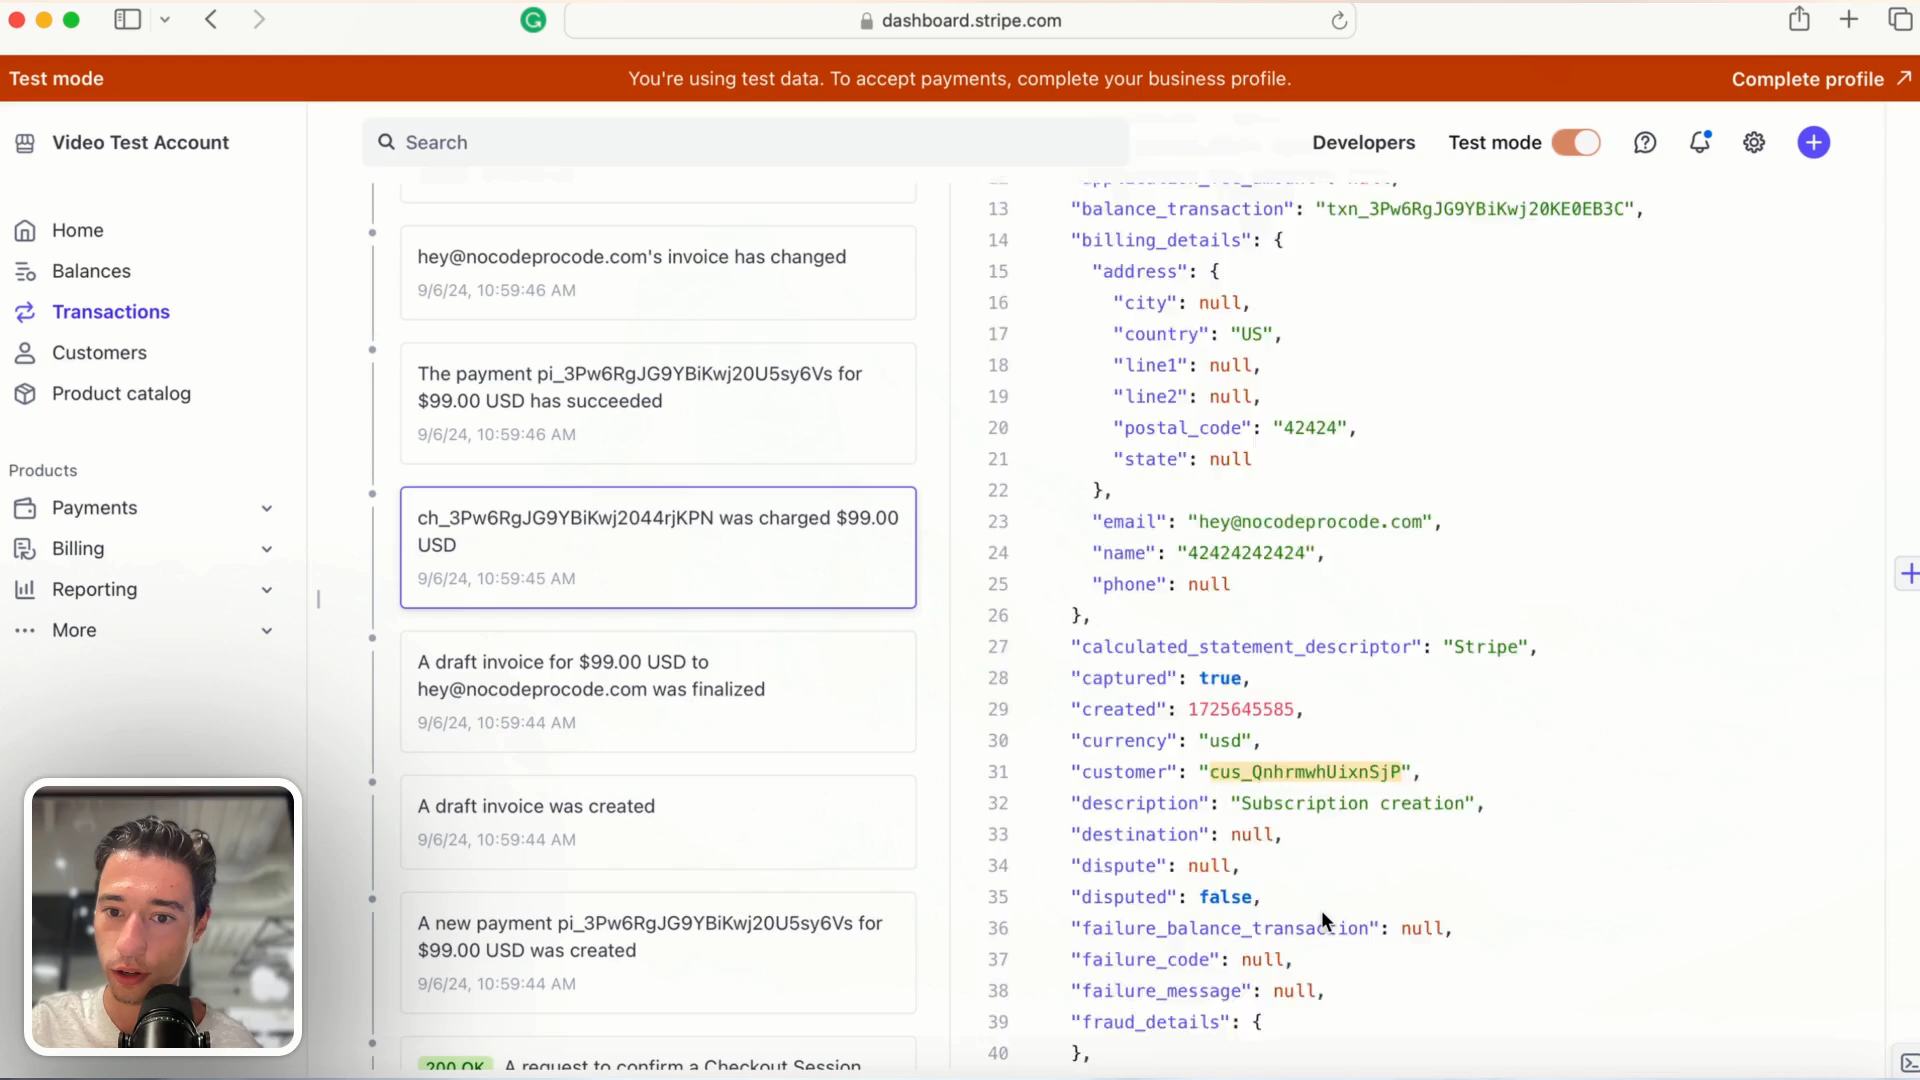 dashboard.stripe.com
Test mode
You're using test data. To accept payments, complete your business profile.
Complete profile
Video Test Account
Search
Developers
Test mode
Home
Balances
Transactions
Customers
Product catalog
Products
Payments
Billing
Reporting
More
hey@nocodeprocode.com's invoice has changed
9/6/24, 10:59:46 AM
The payment pi_3Pw6RgJG9YBiKwj20U5sy6Vs for
$99.00 USD has succeeded
9/6/24, 10:59:46 AM
ch_3Pw6RgJG9YBiKwj2044rjKPN was charged $99.00
USD
9/6/24, 10:59:45 AM
A draft invoice for $99.00 USD to
hey@nocodeprocode.com was finalized
9/6/24, 10:59:44 AM
A draft invoice was created
9/6/24, 10:59:44 AM
A new payment pi_3Pw6RgJG9YBiKwj20U5sy6Vs for
$99.00 USD was created
9/6/24, 10:59:44 AM
200 OK A request to confirm a Checkout Session
13 "balance_transaction": "txn_3Pw6RgJG9YBiKwj20KE0EB3C",
14 "billing_details": {
15 "address": {
16 "city": null,
17 "country": "US",
18 "line1": null,
19 "line2": null,
20 "postal_code": "42424",
21 "state": null
22 },
23 "email": "hey@nocodeprocode.com",
24 "name": "42424242424",
25 "phone": null
26 },
27 "calculated_statement_descriptor": "Stripe",
28 "captured": true,
29 "created": 1725645585,
30 "currency": "usd",
31 "customer": "cus_QnhrmwhUixnSjP",
32 "description": "Subscription creation",
33 "destination": null,
34 "dispute": null,
35 "disputed": false,
36 "failure_balance_transaction": null,
37 "failure_code": null,
38 "failure_message": null,
39 "fraud_details": {
40 },